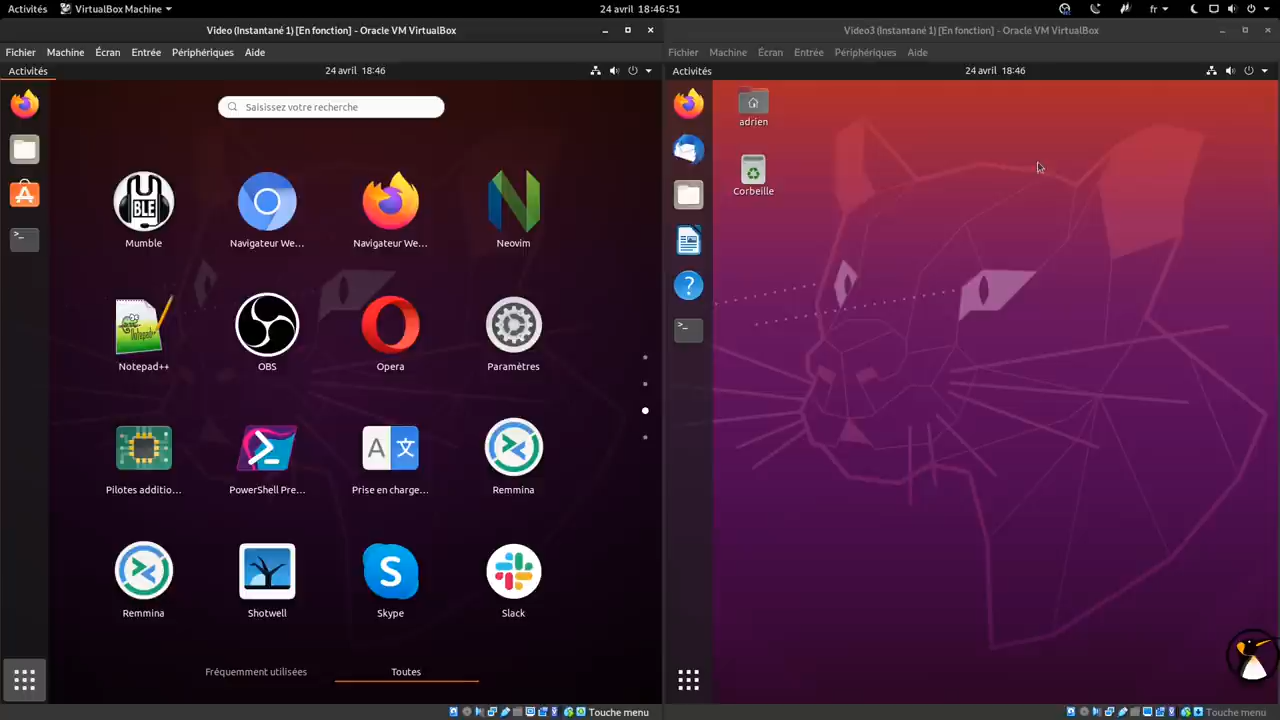 Activités VirtualBox Machine 24 avril 18:46:51 fr
Video (Instantané 1) [En fonction] - Oracle VM VirtualBox
Fichier Machine Écran Entrée Périphériques Aide
Activités 24 avril 18:46
Saisissez votre recherche
Mumble Navigateur We... Navigateur We... Neovim
Notepad++ OBS Opera Paramètres
Pilotes additio... PowerShell Pre... Prise en charge... Remmina
Remmina Shotwell Skype Slack
Fréquemment utilisées Toutes
Touche menu
Video3 (Instantané 1) [En fonction] - Oracle VM VirtualBox
Fichier Machine Écran Entrée Périphériques Aide
Activités 24 avril 18:46
adrien
Corbeille
Touche menu